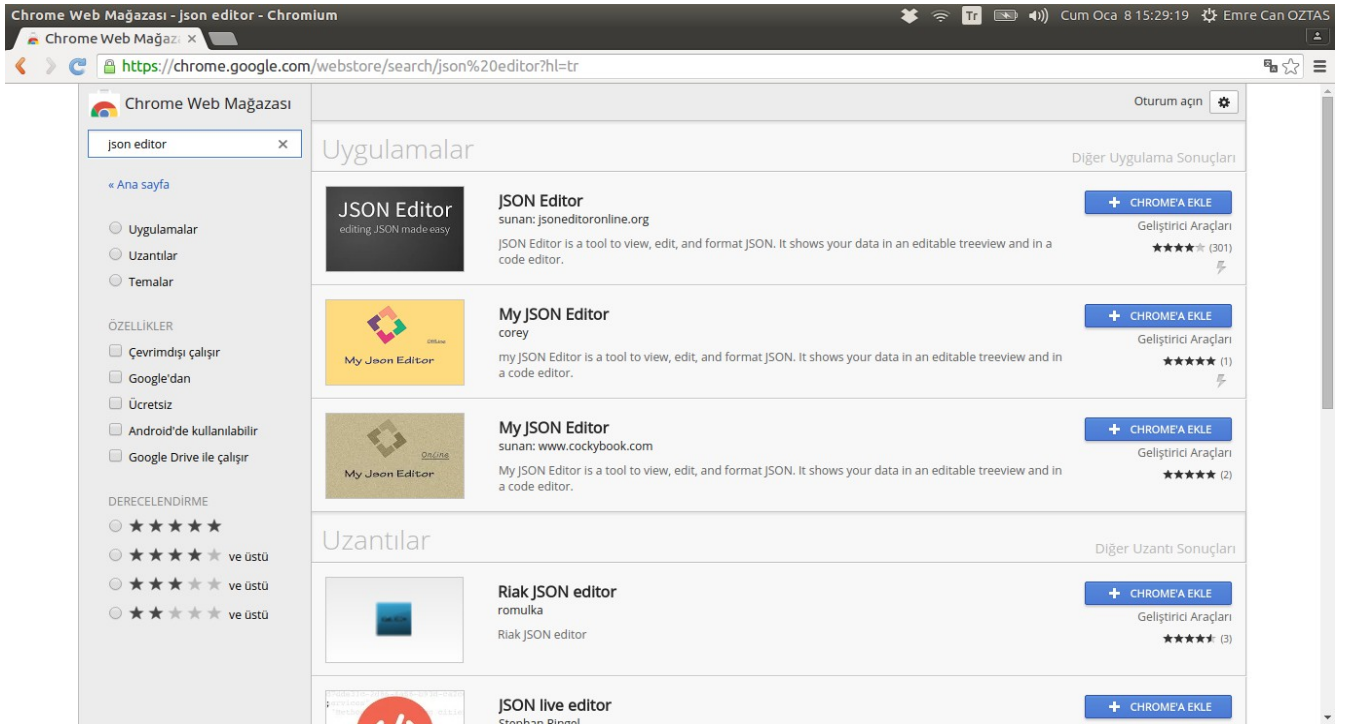 Chrome Web Mağazası - json editor - Chromium
Tr
Cum Oca 8 15:29:19
Emre Can OZTAS
Chrome Web Mağaza
https://chrome.google.com/webstore/search/json%20editor?hl=tr
Chrome Web Mağazası
Oturum açın
json editor
« Ana sayfa
Uygulamalar
Uzantılar
Temalar
ÖZELLİKLER
Çevrimdışı çalışır
Google'dan
Ücretsiz
Android'de kullanılabilir
Google Drive ile çalışır
DERECELENDİRME
ve üstü
ve üstü
ve üstü
Uygulamalar
Diğer Uygulama Sonuçları
JSON Editor
editing JSON made easy
JSON Editor
sunan: jsoneditoronline.org
JSON Editor is a tool to view, edit, and format JSON. It shows your data in an editable treeview and in a
code editor.
CHROME'A EKLE
Geliştirici Araçları
(301)
Offline
My Json Editor
My JSON Editor
corey
my JSON Editor is a tool to view, edit, and format JSON. It shows your data in an editable treeview and in
a code editor.
CHROME'A EKLE
Geliştirici Araçları
(1)
Online
My Json Editor
My JSON Editor
sunan: www.cockybook.com
My JSON Editor is a tool to view, edit, and format JSON. It shows your data in an editable treeview and in
a code editor.
CHROME'A EKLE
Geliştirici Araçları
(2)
Uzantılar
Diğer Uzantı Sonuçları
Riak JSON editor
romulka
Riak JSON editor
CHROME'A EKLE
Geliştirici Araçları
(3)
JSON live editor
Stephan Ringel
CHROME'A EKLE